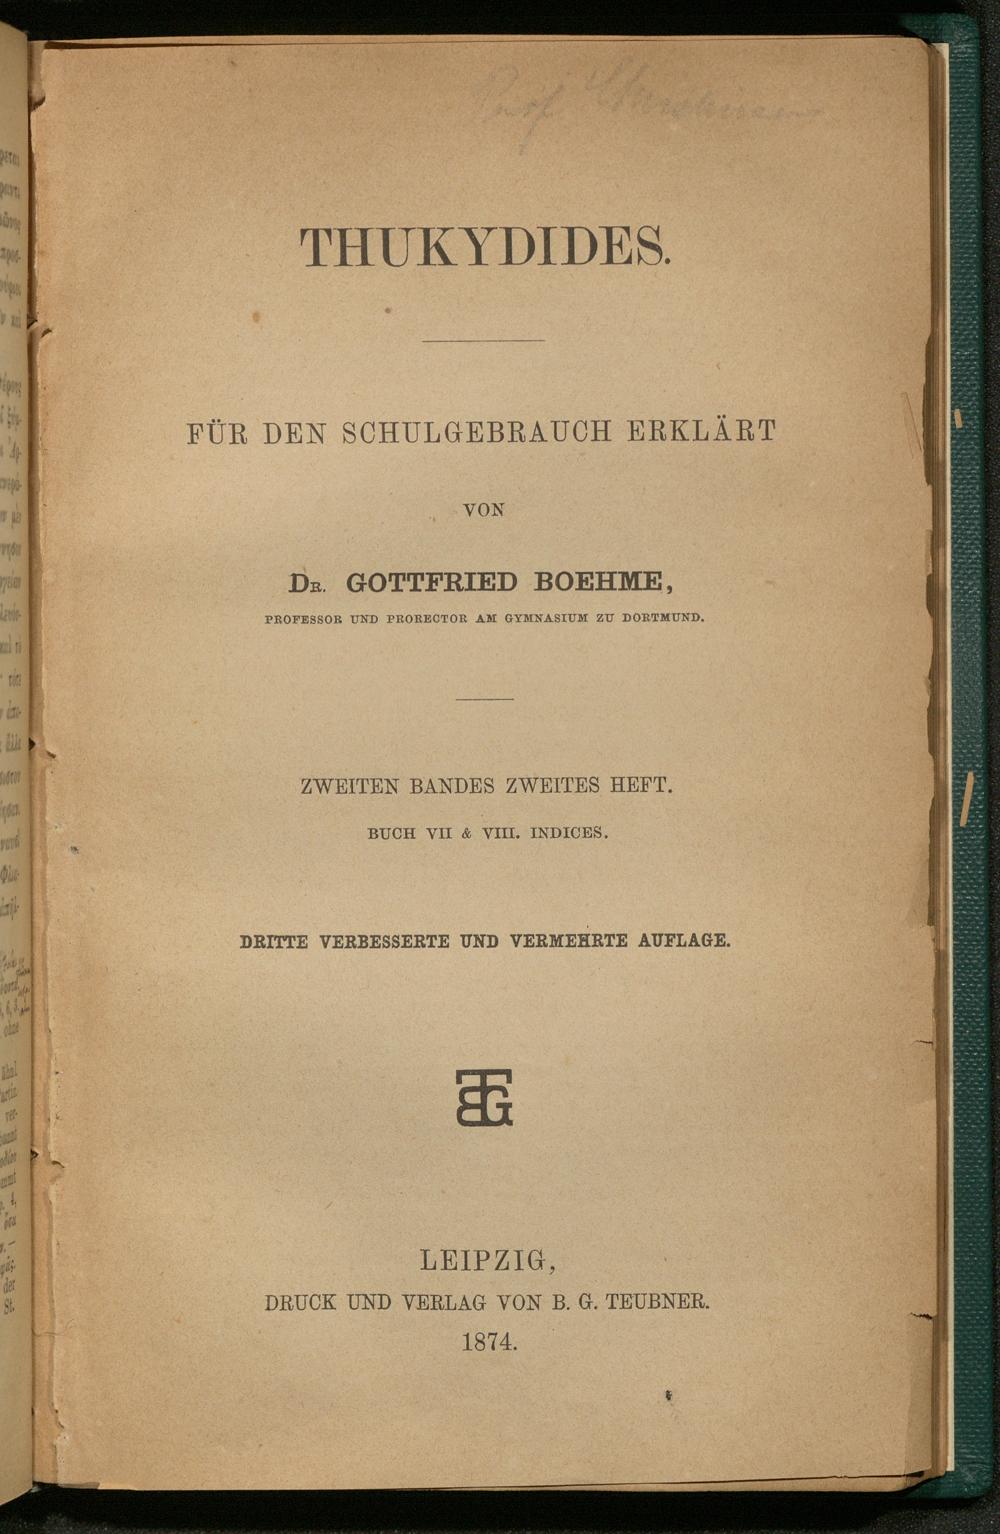 THUKYDIDES.
FÜR DEN SCHULGEBRAUCH ERKLÄRT
VON
DR. GOTTFRIED BOEHME,
PROFESSOR UND PRORECTOR AM GYMNASIUM ZU DORTMUND.
ZWEITEN BANDES ZWEITES HEFT.
BUCH VII & VIII. INDICES.
DRITTE VERBESSERTE UND VERMEHRTE AUFLAGE.
BTG
LEIPZIG,
DRUCK UND VERLAG VON B. G. TEUBNER.
1874.